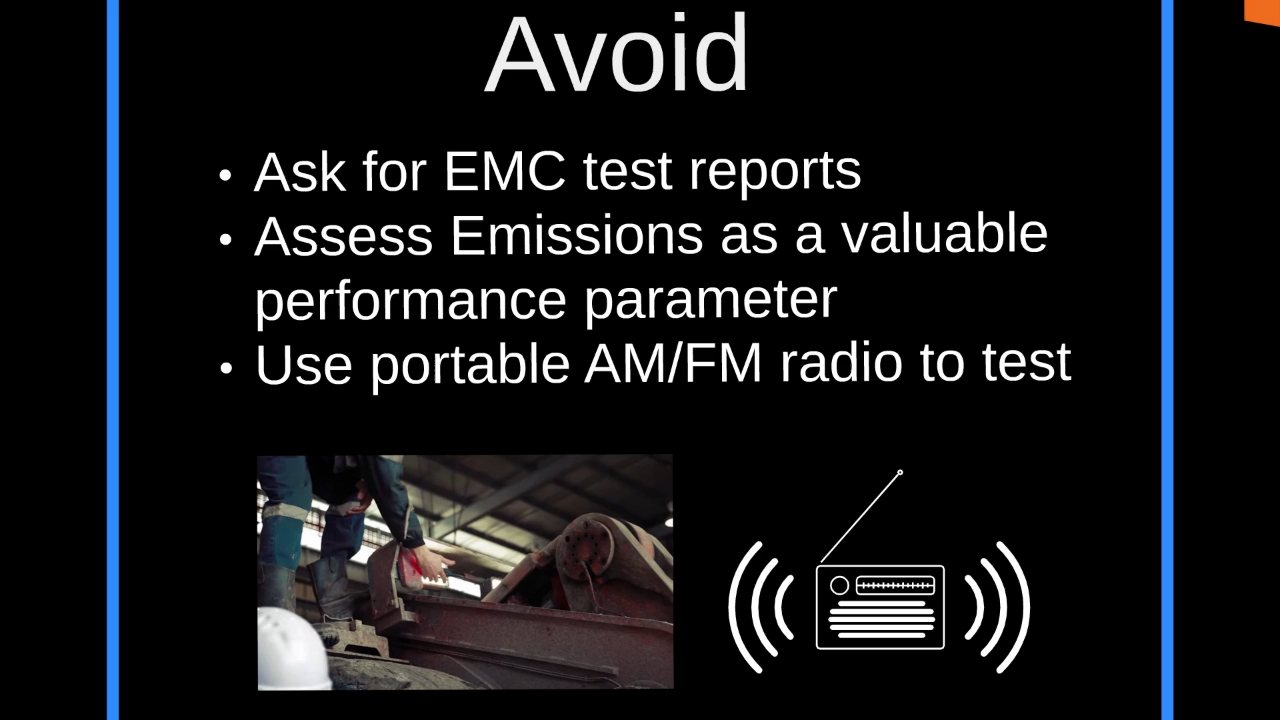 Avoid
• Ask for EMC test reports
• Assess Emissions as a valuable
performance parameter
• Use portable AM/FM radio to test